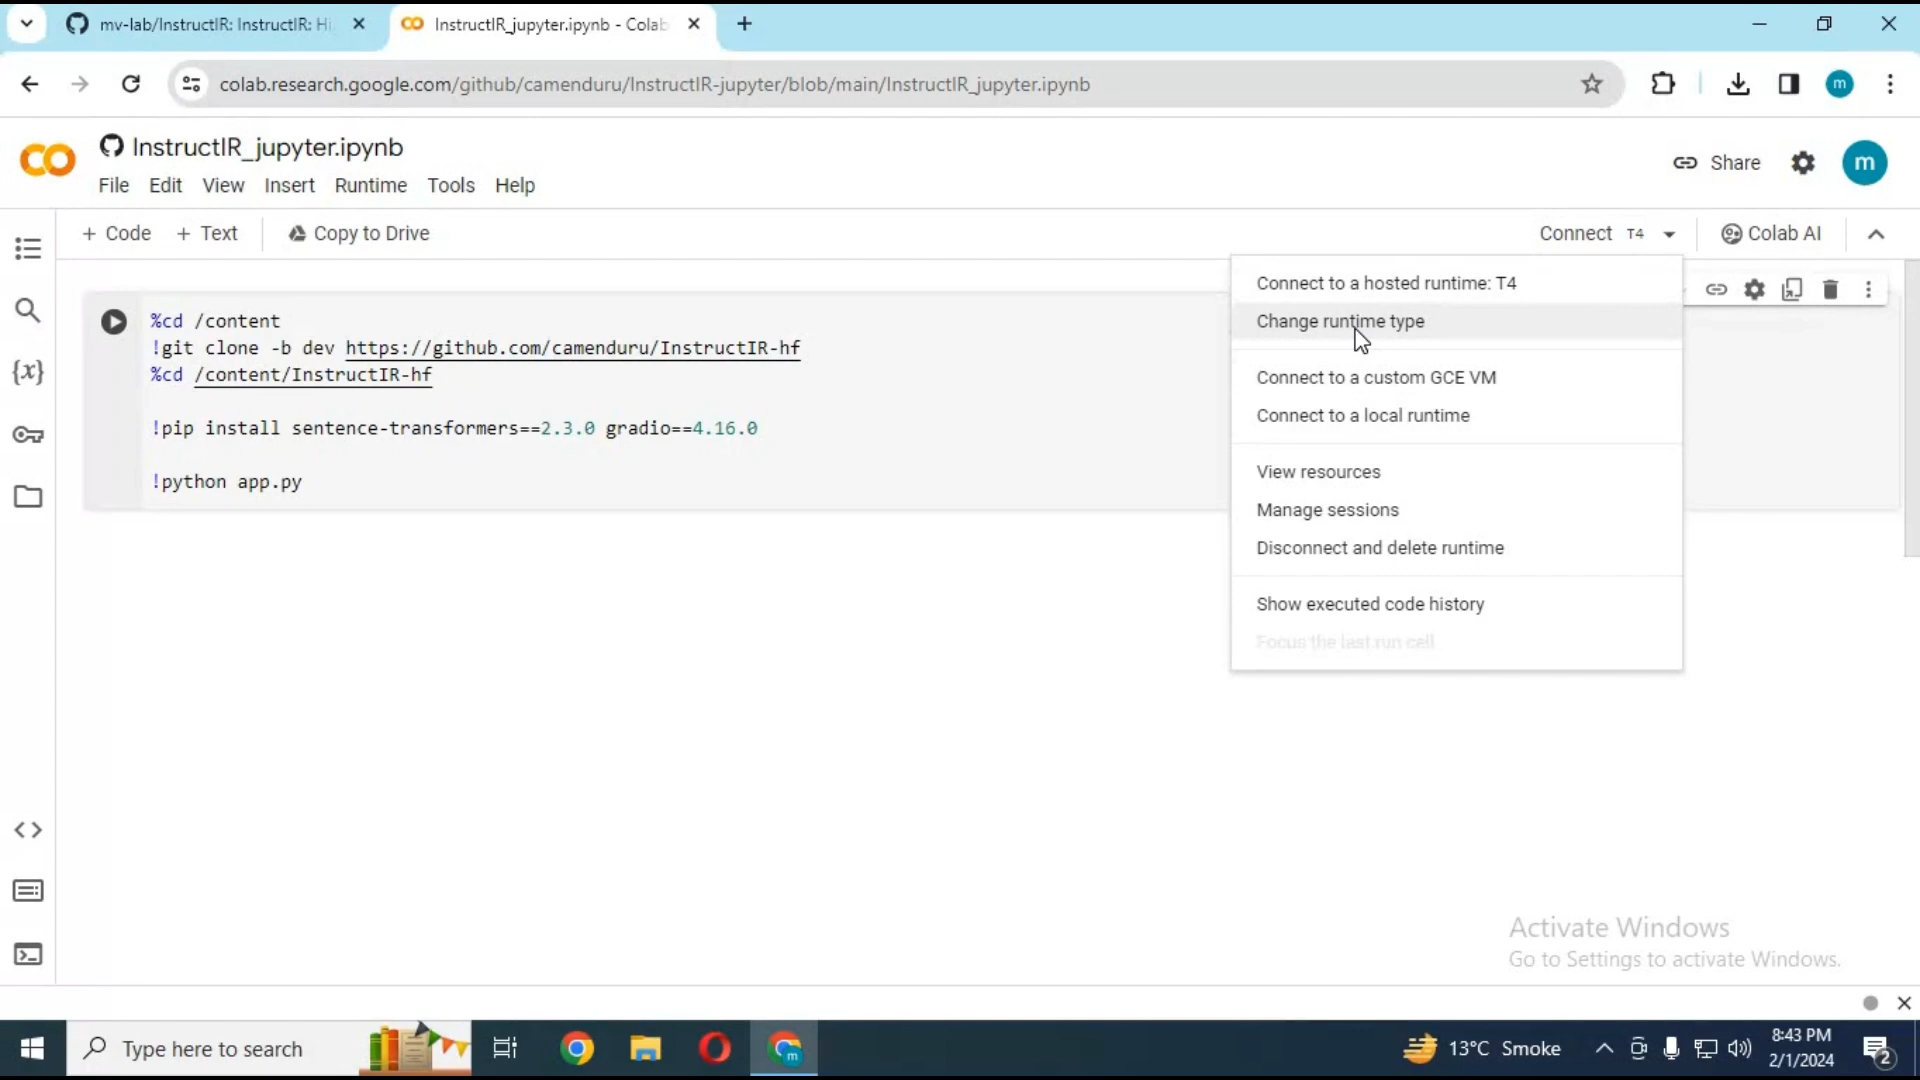 mv-lab/InstructIR: InstructIR: Hi
InstructIR_jupyter.ipynb - Colab
colab.research.google.com/github/camenduru/InstructIR-jupyter/blob/main/InstructIR_jupyter.ipynb
m
CO
InstructIR_jupyter.ipynb
Share
m
File Edit View Insert Runtime Tools Help
+ Code + Text Copy to Drive
Connect T4
Colab AI
%cd /content
!git clone -b dev https://github.com/camenduru/InstructIR-hf
%cd /content/InstructIR-hf
!pip install sentence-transformers==2.3.0 gradio==4.16.0
!python app.py
Connect to a hosted runtime: T4
Change runtime type
Connect to a custom GCE VM
Connect to a local runtime
View resources
Manage sessions
Disconnect and delete runtime
Show executed code history
Focus the last run cell
{x}
Activate Windows
Go to Settings to activate Windows.
Type here to search
m
13°C Smoke
8:43 PM
2/1/2024
2